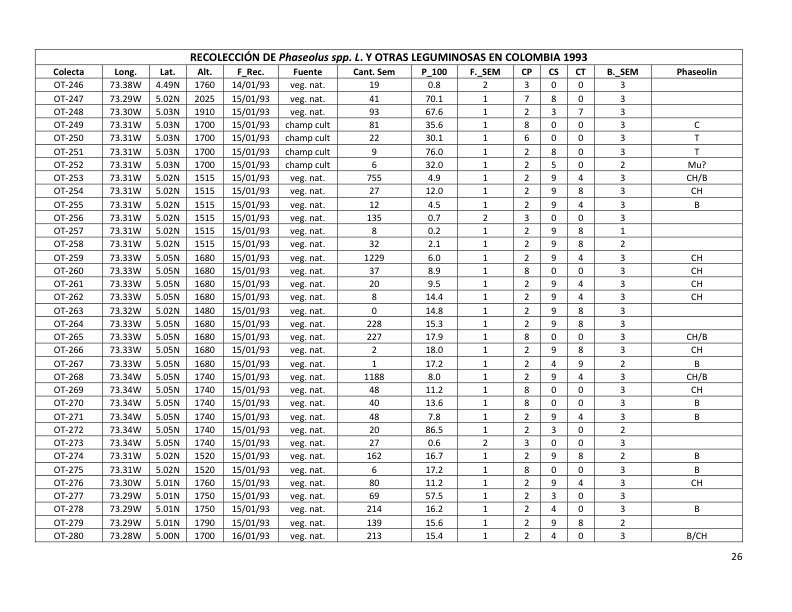 RECOLECCIÓN DE Phaseolus spp. L. Y OTRAS LEGUMINOSAS EN COLOMBIA 1993
Colecta Long. Lat. Alt. F_Rec. Fuente Cant. Sem P_100 F._SEM CP CS CT B._SEM Phaseolin
OT-246 73.38W 4.49N 1760 14/01/93 veg. nat. 19 0.8 2 3 0 0 3
OT-247 73.29W 5.02N 2025 15/01/93 veg. nat. 41 70.1 1 7 8 0 3
OT-248 73.30W 5.03N 1910 15/01/93 veg. nat. 93 67.6 1 2 3 7 3
OT-249 73.31W 5.03N 1700 15/01/93 champ cult 81 35.6 1 8 0 0 3 C
OT-250 73.31W 5.03N 1700 15/01/93 champ cult 22 30.1 1 6 0 0 3 T
OT-251 73.31W 5.03N 1700 15/01/93 champ cult 9 76.0 1 2 8 0 3 T
OT-252 73.31W 5.03N 1700 15/01/93 champ cult 6 32.0 1 2 5 0 2 Mu?
OT-253 73.31W 5.02N 1515 15/01/93 veg. nat. 755 4.9 1 2 9 4 3 CH/B
OT-254 73.31W 5.02N 1515 15/01/93 veg. nat. 27 12.0 1 2 9 8 3 CH
OT-255 73.31W 5.02N 1515 15/01/93 veg. nat. 12 4.5 1 2 9 4 3 B
OT-256 73.31W 5.02N 1515 15/01/93 veg. nat. 135 0.7 2 3 0 0 3
OT-257 73.31W 5.02N 1515 15/01/93 veg. nat. 8 0.2 1 2 9 8 1
OT-258 73.31W 5.02N 1515 15/01/93 veg. nat. 32 2.1 1 2 9 8 2
OT-259 73.33W 5.05N 1680 15/01/93 veg. nat. 1229 6.0 1 2 9 4 3 CH
OT-260 73.33W 5.05N 1680 15/01/93 veg. nat. 37 8.9 1 8 0 0 3 CH
OT-261 73.33W 5.05N 1680 15/01/93 veg. nat. 20 9.5 1 2 9 4 3 CH
OT-262 73.33W 5.05N 1680 15/01/93 veg. nat. 8 14.4 1 2 9 4 3 CH
OT-263 73.32W 5.02N 1480 15/01/93 veg. nat. 0 14.8 1 2 9 8 3
OT-264 73.33W 5.05N 1680 15/01/93 veg. nat. 228 15.3 1 2 9 8 3
OT-265 73.33W 5.05N 1680 15/01/93 veg. nat. 227 17.9 1 8 0 0 3 CH/B
OT-266 73.33W 5.05N 1680 15/01/93 veg. nat. 2 18.0 1 2 9 8 3 CH
OT-267 73.33W 5.05N 1680 15/01/93 veg. nat. 1 17.2 1 2 4 9 2 B
OT-268 73.34W 5.05N 1740 15/01/93 veg. nat. 1188 8.0 1 2 9 4 3 CH/B
OT-269 73.34W 5.05N 1740 15/01/93 veg. nat. 48 11.2 1 8 0 0 3 CH
OT-270 73.34W 5.05N 1740 15/01/93 veg. nat. 40 13.6 1 8 0 0 3 B
OT-271 73.34W 5.05N 1740 15/01/93 veg. nat. 48 7.8 1 2 9 4 3 B
OT-272 73.34W 5.05N 1740 15/01/93 veg. nat. 20 86.5 1 2 3 0 2
OT-273 73.34W 5.05N 1740 15/01/93 veg. nat. 27 0.6 2 3 0 0 3
OT-274 73.31W 5.02N 1520 15/01/93 veg. nat. 162 16.7 1 2 9 8 2 B
OT-275 73.31W 5.02N 1520 15/01/93 veg. nat. 6 17.2 1 8 0 0 3 B
OT-276 73.30W 5.01N 1760 15/01/93 veg. nat. 80 11.2 1 2 9 4 3 CH
OT-277 73.29W 5.01N 1750 15/01/93 veg. nat. 69 57.5 1 2 3 0 3
OT-278 73.29W 5.01N 1750 15/01/93 veg. nat. 214 16.2 1 2 4 0 3 B
OT-279 73.29W 5.01N 1790 15/01/93 veg. nat. 139 15.6 1 2 9 8 2
OT-280 73.28W 5.00N 1700 16/01/93 veg. nat. 213 15.4 1 2 4 0 3 B/CH
26